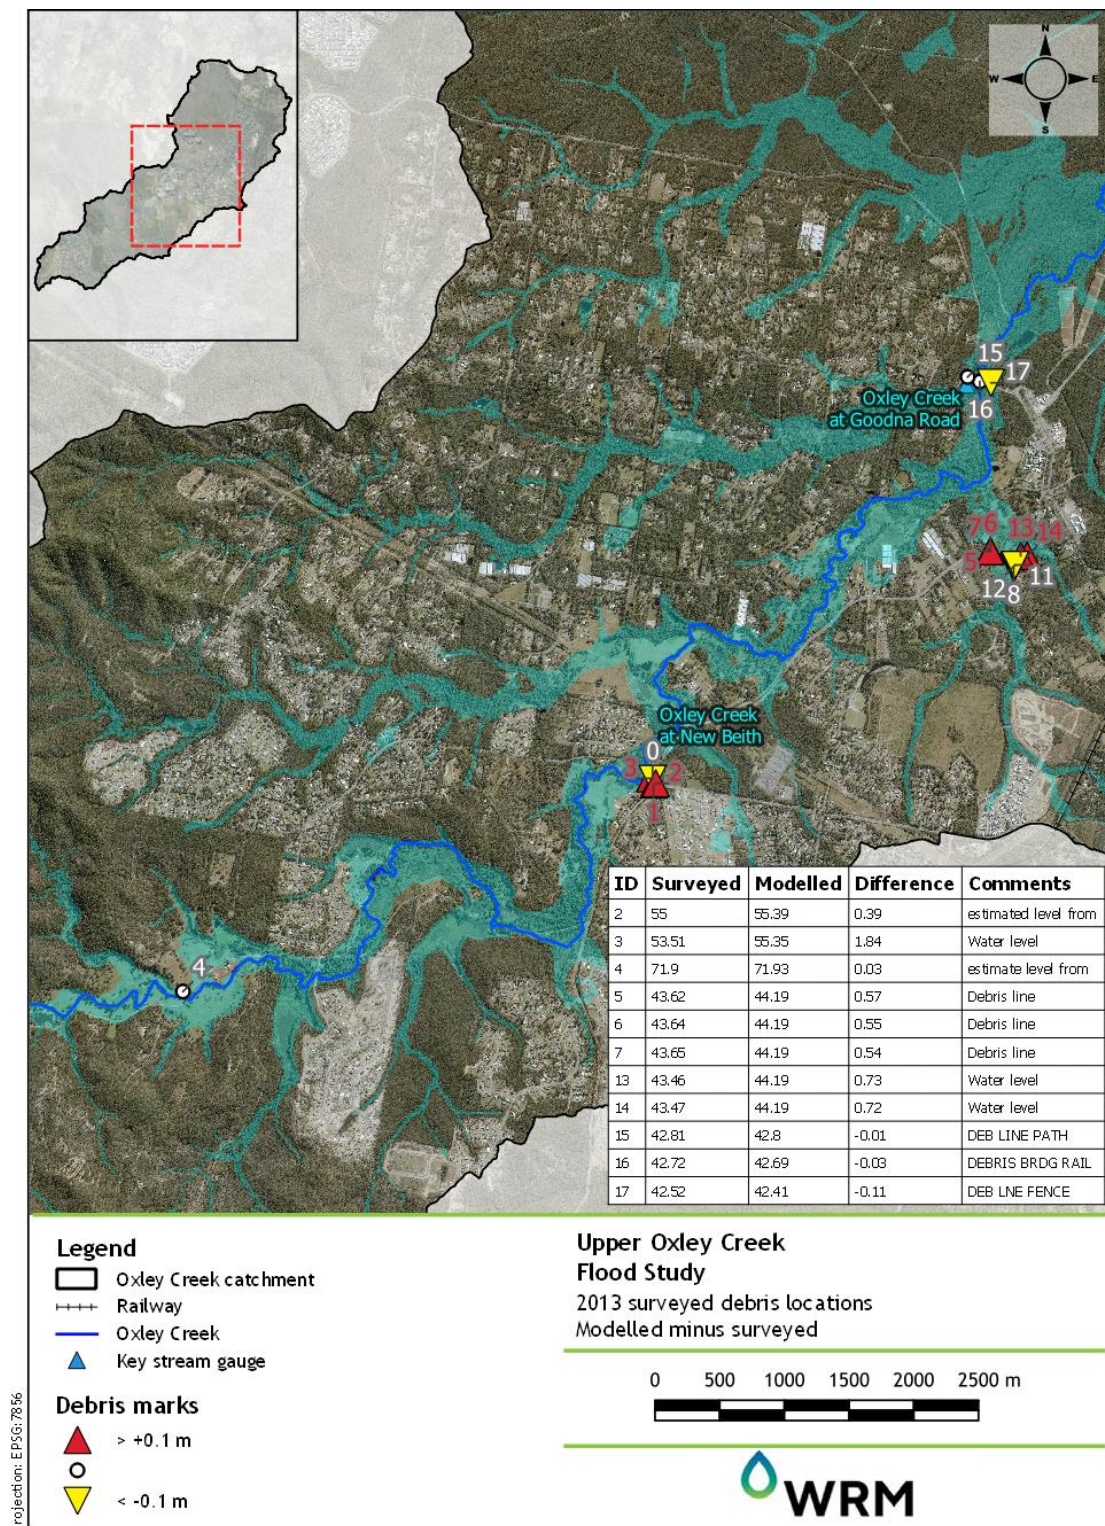 N
W E
S
15
17
Oxley Creek
at Goodna Road
16
7 6 13 14
5
12 8 11
Oxley Creek
at New Beith
0
3 2
1
4
ID Surveyed Modelled Difference Comments
2 55 55.39 0.39 estimated level from
3 53.51 55.35 1.84 Water level
4 71.9 71.93 0.03 estimate level from
5 43.62 44.19 0.57 Debris line
6 43.64 44.19 0.55 Debris line
7 43.65 44.19 0.54 Debris line
13 43.46 44.19 0.73 Water level
14 43.47 44.19 0.72 Water level
15 42.81 42.8 -0.01 DEB LINE PATH
16 42.72 42.69 -0.03 DEBRIS BRDG RAIL
17 42.52 42.41 -0.11 DEB LNE FENCE
Legend
Oxley Creek catchment
Railway
Oxley Creek
Key stream gauge
Debris marks
> +0.1 m
< -0.1 m
Upper Oxley Creek
Flood Study
2013 surveyed debris locations
Modelled minus surveyed
0 500 1000 1500 2000 2500 m
WRM
rojection: EPSG:7856